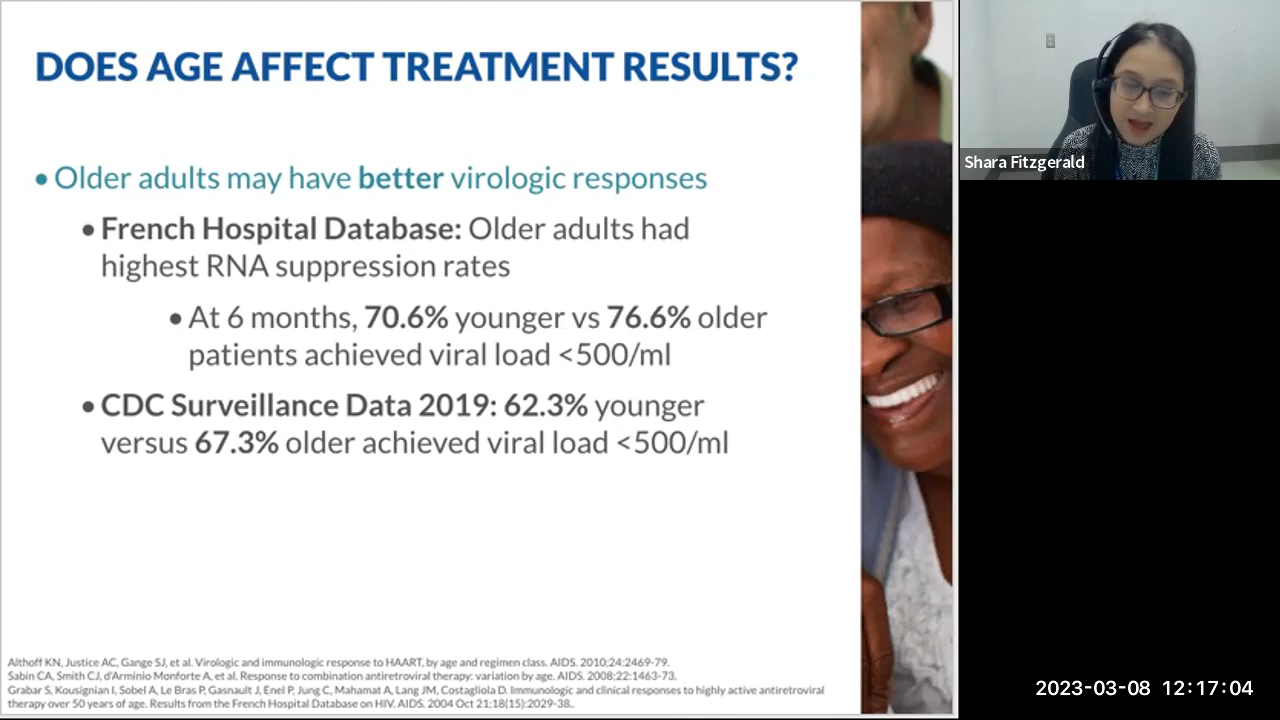 DOES AGE AFFECT TREATMENT RESULTS?
• Older adults may have better virologic responses
• French Hospital Database: Older adults had
highest RNA suppression rates
• At 6 months, 70.6% younger vs 76.6% older
patients achieved viral load <500/ml
• CDC Surveillance Data 2019: 62.3% younger
versus 67.3% older achieved viral load <500/ml
Althoff KN, Justice AC, Gange SJ, et al. Virologic and immunologic response to HAART, by age and regimen class. AIDS. 2010;24:2469-79.
Sabin CA, Smith CJ, d'Arminio Monforte A, et al. Response to combination antiretroviral therapy: variation by age. AIDS. 2008;22:1463-73.
Grabar S, Kousignian I, Sobel A, Le Bras P, Gasnault J, Enel P, Jung C, Mahamat A, Lang JM, Costagliola D. Immunologic and clinical responses to highly active antiretroviral
therapy over 50 years of age. Results from the French Hospital Database on HIV. AIDS. 2004 Oct 21;18(15):2029-38..
Shara Fitzgerald
2023-03-08 12:17:04